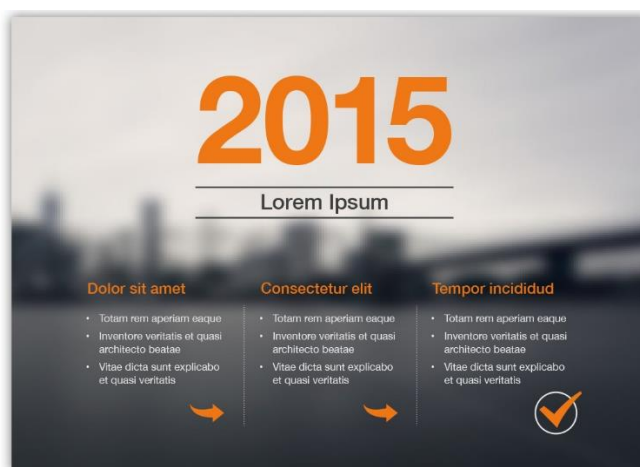 2015
Lorem Ipsum
Dolor sit amet
• Totam rem aperiam eaque
• Inventore veritatis et quasi
architecto beatae
• Vitae dicta sunt explicabo
et quasi veritatis
Consectetur elit
• Totam rem aperiam eaque
• Inventore veritatis et quasi
architecto beatae
• Vitae dicta sunt explicabo
et quasi veritatis
Tempor incididud
• Totam rem aperiam eaque
• Inventore veritatis et quasi
architecto beatae
• Vitae dicta sunt explicabo
et quasi veritatis